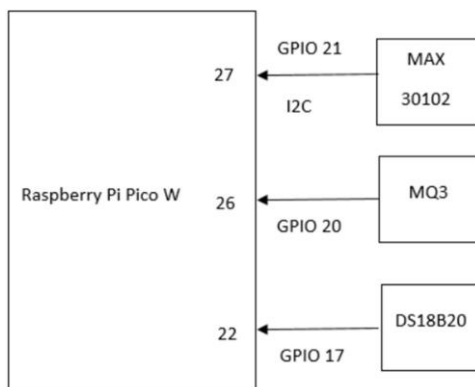 GPIO 21
27
I2C
MAX
30102
Raspberry Pi Pico W
26
GPIO 20
MQ3
22
GPIO 17
DS18B20